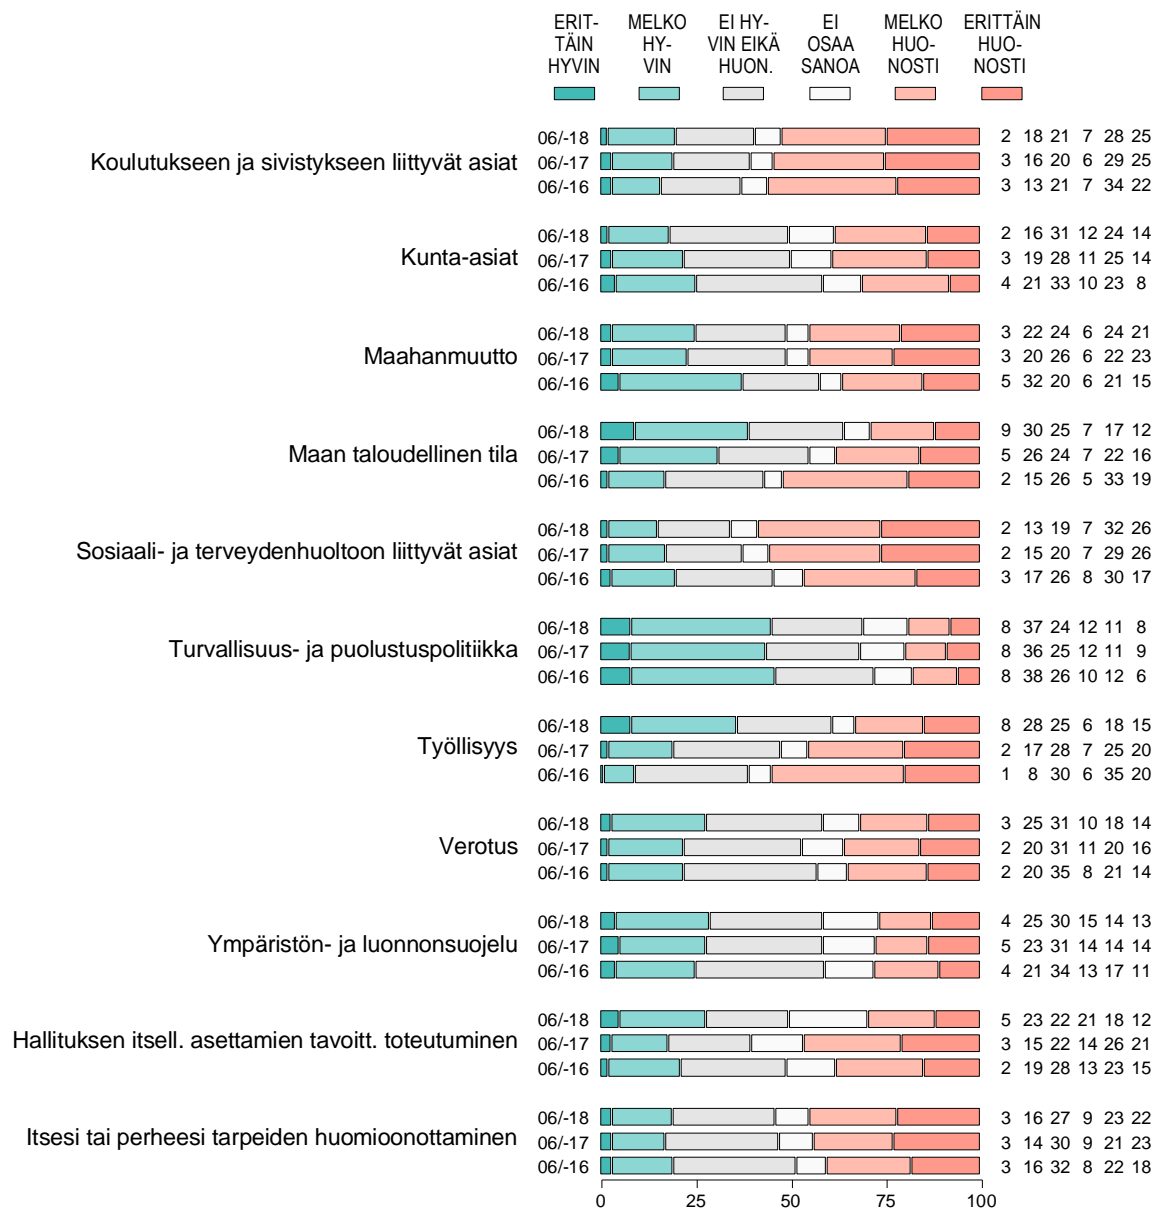 ERIT- MELKO EI HY- EI MELKO ERITTÄIN
TÄIN HY- VIN EIKÄ OSAA HUO- HUO-
HYVIN VIN HUON. SANOA NOSTI NOSTI
06/-18 2 18 21 7 28 25
Koulutukseen ja sivistykseen liittyvät asiat 06/-17 3 16 20 6 29 25
06/-16 3 13 21 7 34 22
06/-18 2 16 31 12 24 14
Kunta-asiat 06/-17 3 19 28 11 25 14
06/-16 4 21 33 10 23 8
06/-18 3 22 24 6 24 21
Maahanmuutto 06/-17 3 20 26 6 22 23
06/-16 5 32 20 6 21 15
06/-18 9 30 25 7 17 12
Maan taloudellinen tila 06/-17 5 26 24 7 22 16
06/-16 2 15 26 5 33 19
06/-18 2 13 19 7 32 26
Sosiaali- ja terveydenhuoltoon liittyvät asiat 06/-17 2 15 20 7 29 26
06/-16 3 17 26 8 30 17
06/-18 8 37 24 12 11 8
Turvallisuus- ja puolustuspolitiikka 06/-17 8 36 25 12 11 9
06/-16 8 38 26 10 12 6
06/-18 8 28 25 6 18 15
Työllisyys 06/-17 2 17 28 7 25 20
06/-16 1 8 30 6 35 20
06/-18 3 25 31 10 18 14
Verotus 06/-17 2 20 31 11 20 16
06/-16 2 20 35 8 21 14
06/-18 4 25 30 15 14 13
Ympäristön- ja luonnonsuojelu 06/-17 5 23 31 14 14 14
06/-16 4 21 34 13 17 11
06/-18 5 23 22 21 18 12
Hallituksen itsell. asettamien tavoitt. toteutuminen 06/-17 3 15 22 14 26 21
06/-16 2 19 28 13 23 15
06/-18 3 16 27 9 23 22
Itsesi tai perheesi tarpeiden huomioonottaminen 06/-17 3 14 30 9 21 23
06/-16 3 16 32 8 22 18
0 25 50 75 100